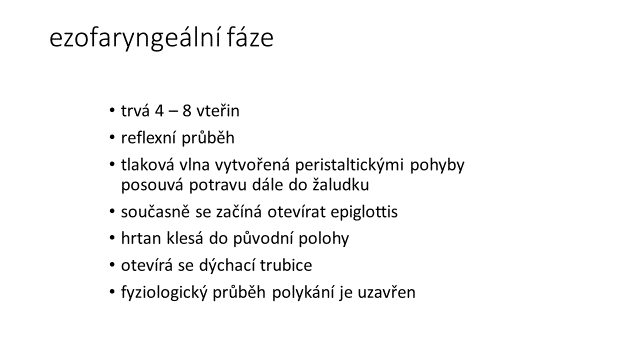 ezofaryngeální fáze
• trvá 4 – 8 vteřin
• reflexní průběh
• tlaková vlna vytvořená peristaltickými pohyby
posouvá potravu dále do žaludku
• současně se začíná otevírat epiglottis
• hrtan klesá do původní polohy
• otevírá se dýchací trubice
• fyziologický průběh polykání je uzavřen